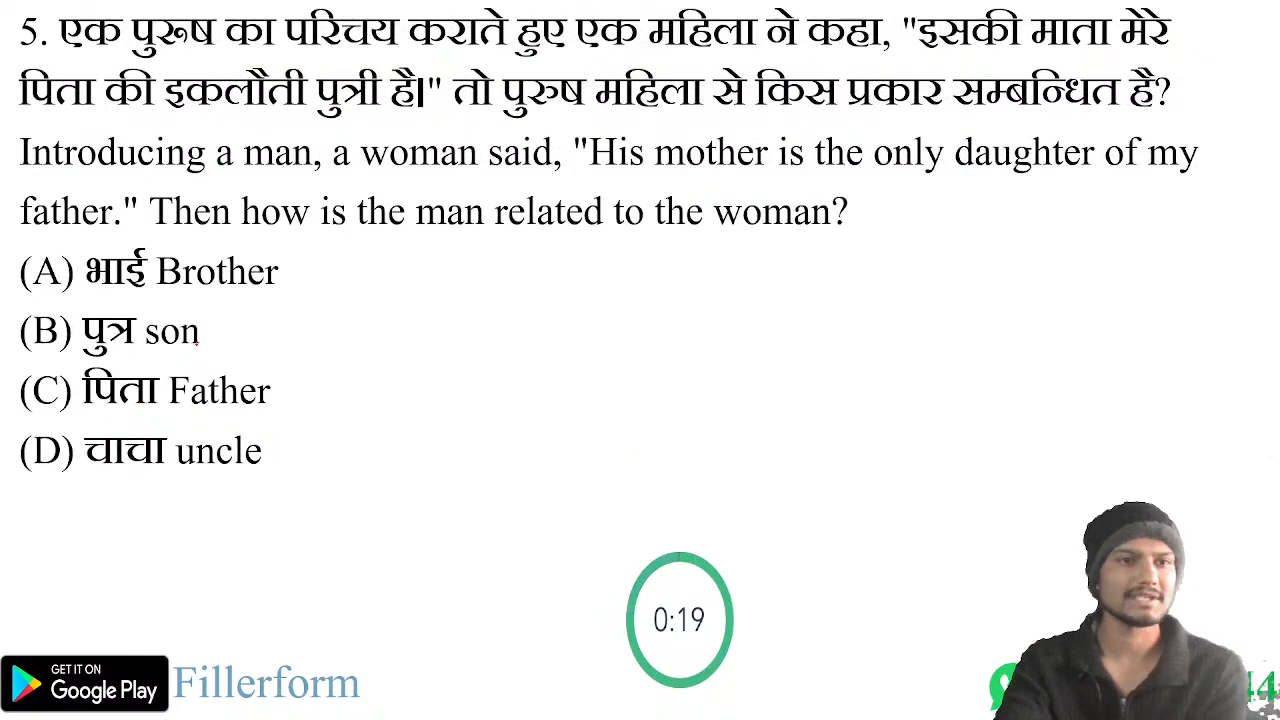 5. एक पुरूष का परिचय कराते हुए एक महिला ने कहा, "इसकी माता मेरे
पिता की इकलौती पुत्री है।" तो पुरुष महिला से किस प्रकार सम्बन्धित है?
Introducing a man, a woman said, "His mother is the only daughter of my
father." Then how is the man related to the woman?
(A) भाई Brother
(B) पुत्र son
(C) पिता Father
(D) चाचा uncle
0:19
GET IT ON
Google Play
Fillerform
44